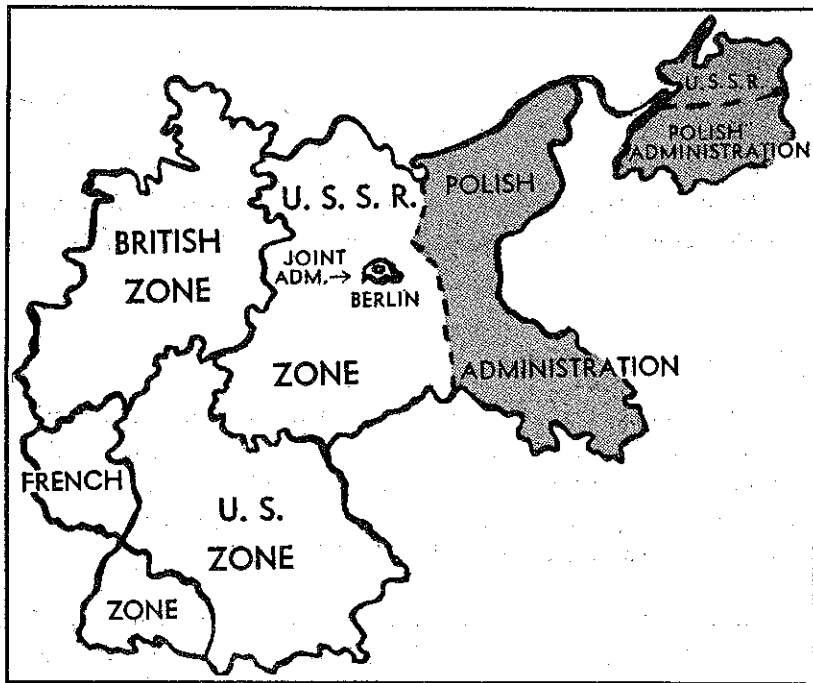 U. S. S. R.
POLISH
ADMINISTRATION
POLISH
U. S. S. R.
BRITISH
ZONE
JOINT
ADM.→
BERLIN
ZONE
ADMINISTRATION
FRENCH
U. S.
ZONE
ZONE